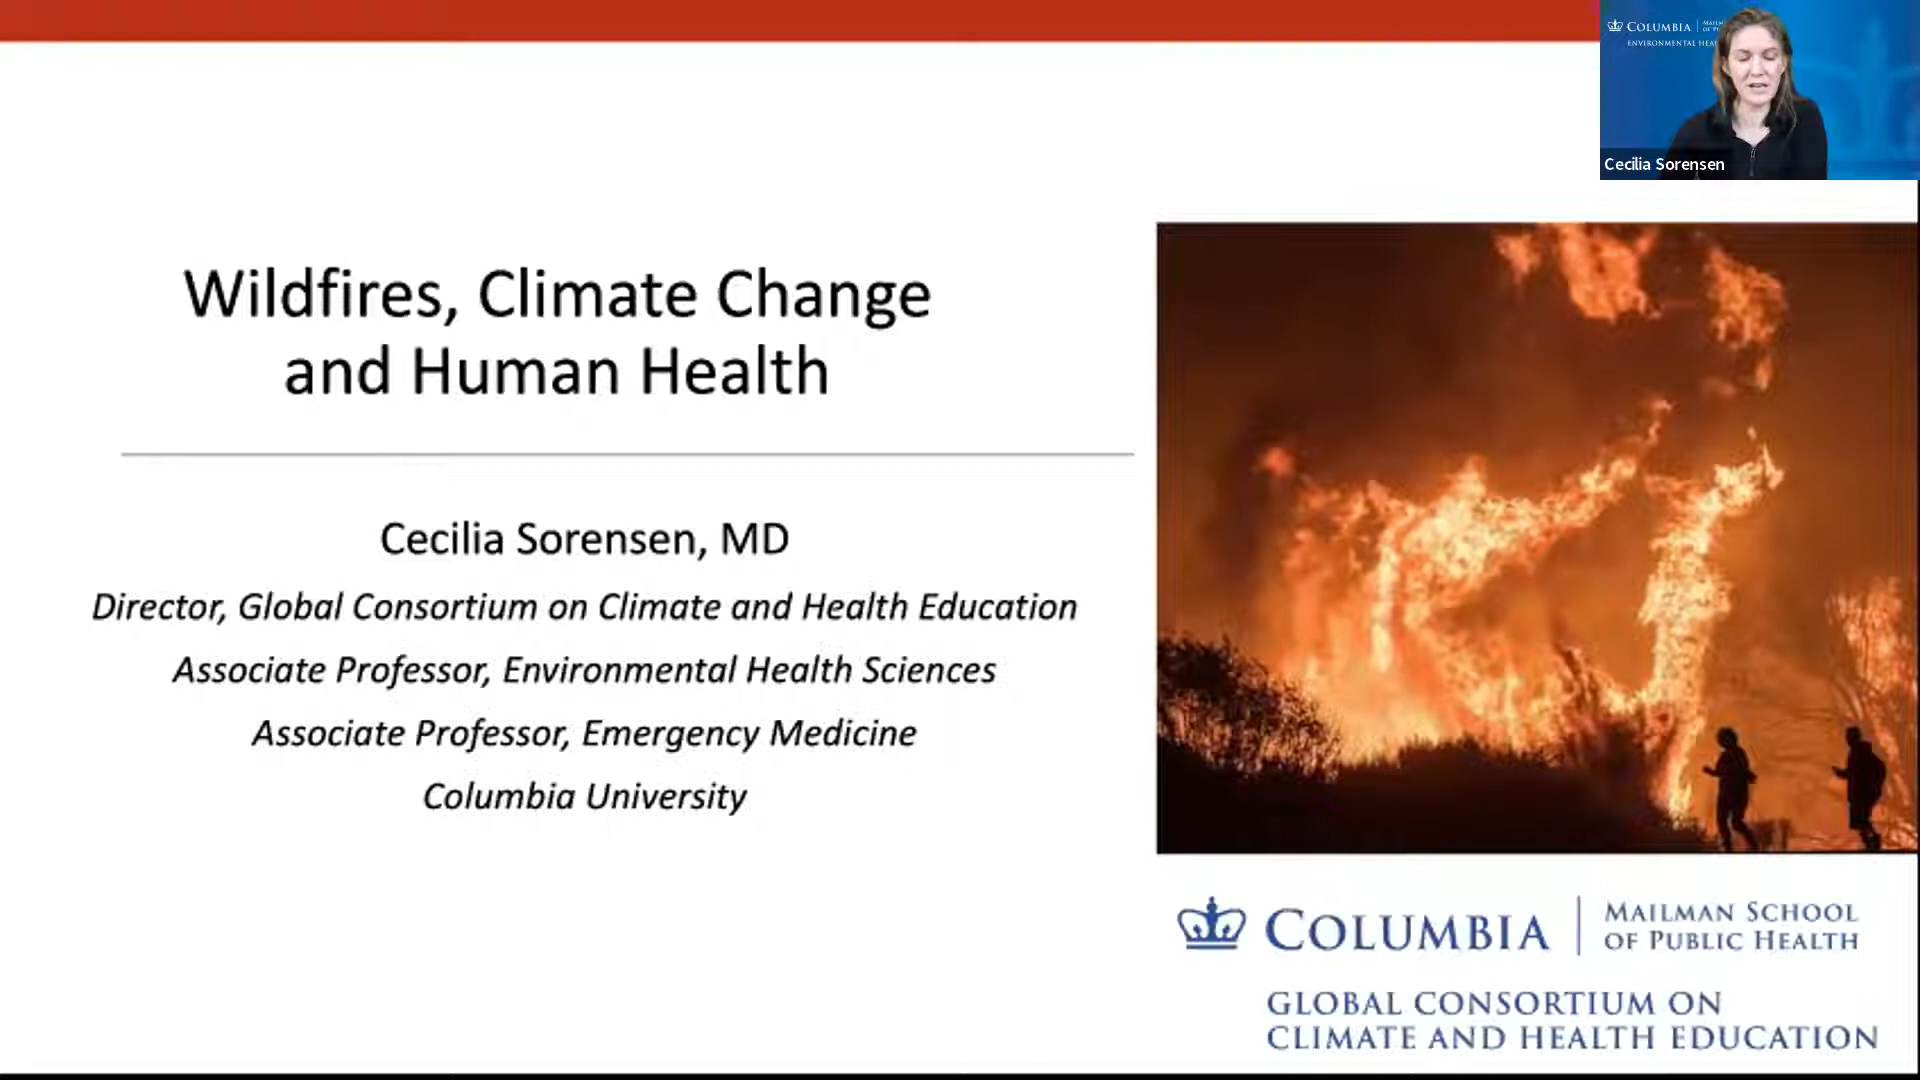 COLUMBIA
ENVIRONMENTAL
Cecilia Sorensen
Wildfires, Climate Change
and Human Health
Cecilia Sorensen, MD
Director, Global Consortium on Climate and Health Education
Associate Professor, Environmental Health Sciences
Associate Professor, Emergency Medicine
Columbia University
COLUMBIA
MAILMAN SCHOOL
OF PUBLIC HEALTH
GLOBAL CONSORTIUM ON
CLIMATE AND HEALTH EDUCATION